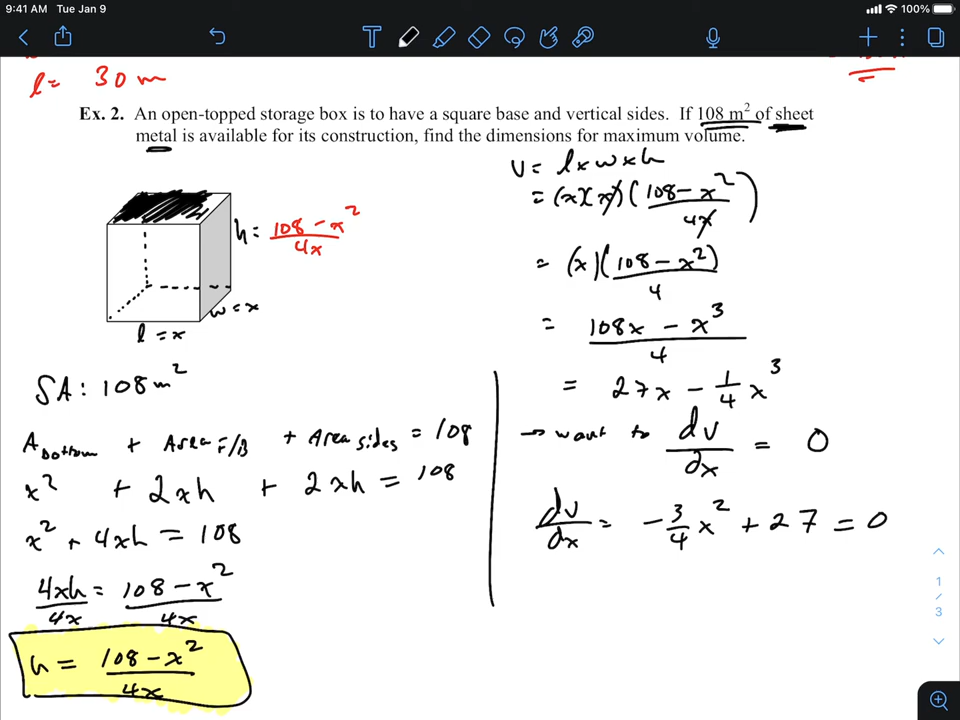 9:41 AM Tue Jan 9
100%
l = 30 m
Ex. 2. An open-topped storage box is to have a square base and vertical sides. If 108 m² of sheet
metal is available for its construction, find the dimensions for maximum volume.
h = (108 - x²)/4x
w = x
l = x
SA: 108 m²
A bottom + Area F/B + Area sides = 108
x² + 2xh + 2xh = 108
x² + 4xh = 108
4xh/4x = (108 - x²)/4x
h = (108 - x²)/4x
V = l x w x h
= (x)(x)((108 - x²)/4x)
= (x)((108 - x²)/4)
= (108x - x³)/4
= 27x - 1/4 x³
→ want to dv/dx = 0
dv/dx = -3/4 x² + 27 = 0
1
/
3